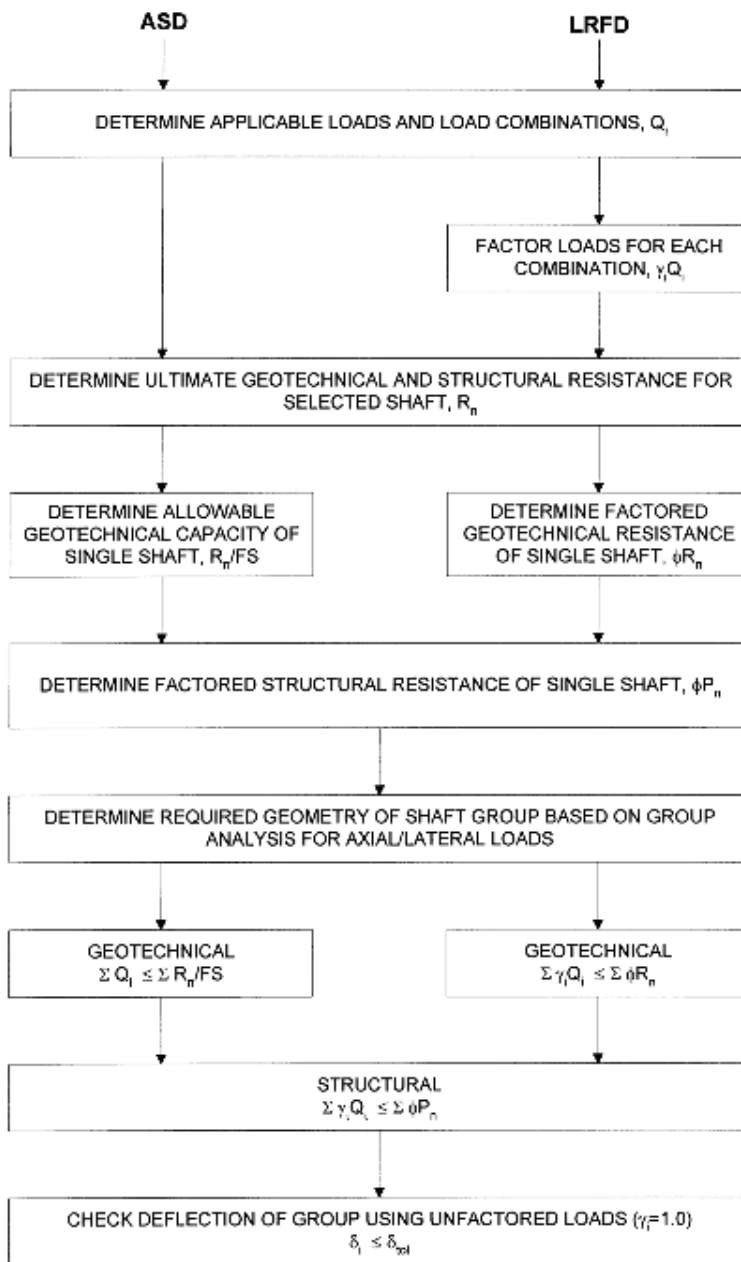 ASD
LRFD
DETERMINE APPLICABLE LOADS AND LOAD COMBINATIONS, Qᵢ
FACTOR LOADS FOR EACH
COMBINATION, γᵢQᵢ
DETERMINE ULTIMATE GEOTECHNICAL AND STRUCTURAL RESISTANCE FOR
SELECTED SHAFT, Rₙ
DETERMINE ALLOWABLE
GEOTECHNICAL CAPACITY OF
SINGLE SHAFT, Rₙ/FS
DETERMINE FACTORED
GEOTECHNICAL RESISTANCE
OF SINGLE SHAFT, ϕRₙ
DETERMINE FACTORED STRUCTURAL RESISTANCE OF SINGLE SHAFT, ϕPₙ
DETERMINE REQUIRED GEOMETRY OF SHAFT GROUP BASED ON GROUP
ANALYSIS FOR AXIAL/LATERAL LOADS
GEOTECHNICAL
Σ Qᵢ ≤ Σ Rₙ/FS
GEOTECHNICAL
Σ γᵢQᵢ ≤ Σ ϕRₙ
STRUCTURAL
Σ γᵢQᵢ ≤ Σ ϕPₙ
CHECK DEFLECTION OF GROUP USING UNFACTORED LOADS (γᵢ=1.0)
δᵢ ≤ δtol